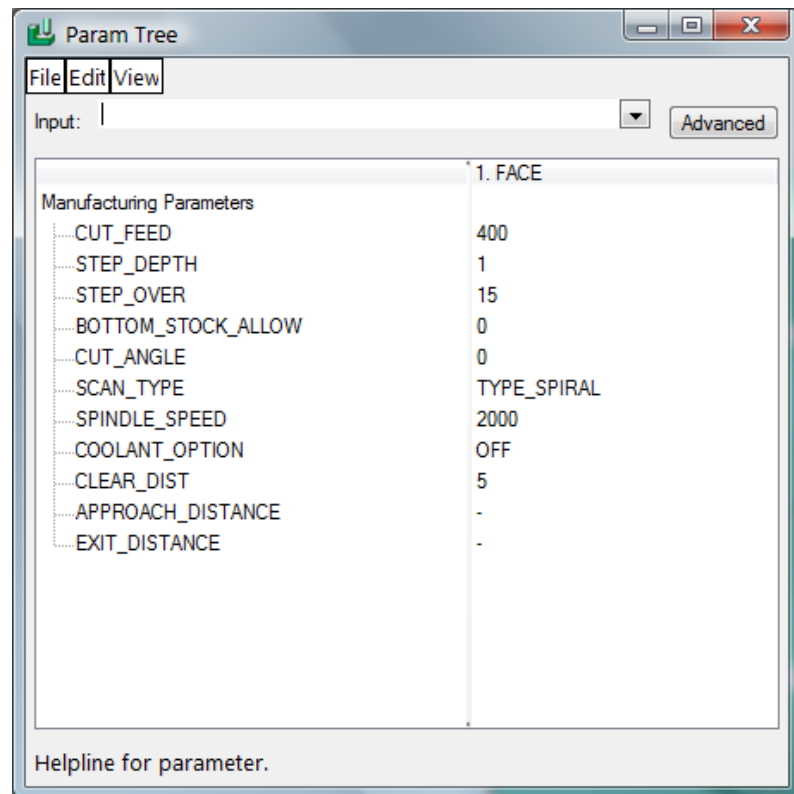 Param Tree
File Edit View
Input: Advanced
1. FACE
Manufacturing Parameters
CUT_FEED 400
STEP_DEPTH 1
STEP_OVER 15
BOTTOM_STOCK_ALLOW 0
CUT_ANGLE 0
SCAN_TYPE TYPE_SPIRAL
SPINDLE_SPEED 2000
COOLANT_OPTION OFF
CLEAR_DIST 5
APPROACH_DISTANCE -
EXIT_DISTANCE -
Helpline for parameter.